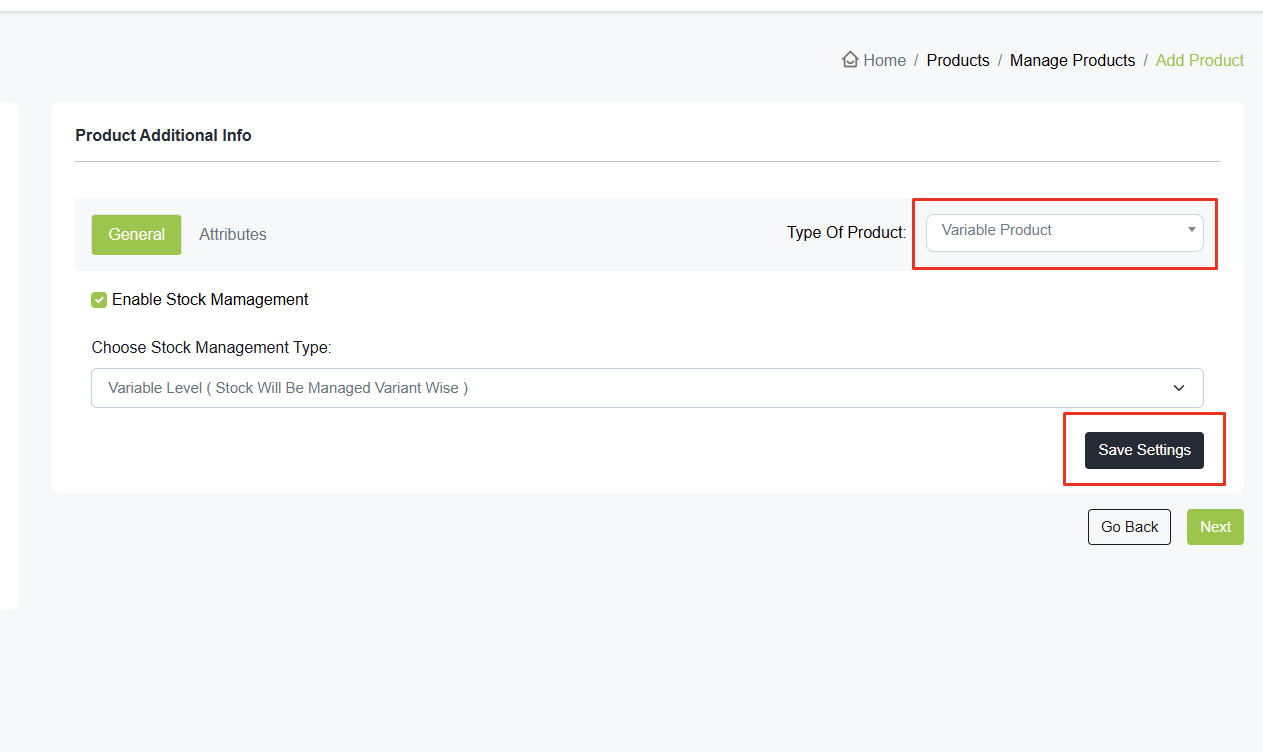 Home / Products / Manage Products / Add Product
Product Additional Info
General Attributes Type Of Product: Variable Product
Enable Stock Mamagement
Choose Stock Management Type:
Variable Level ( Stock Will Be Managed Variant Wise )
Save Settings
Go Back Next